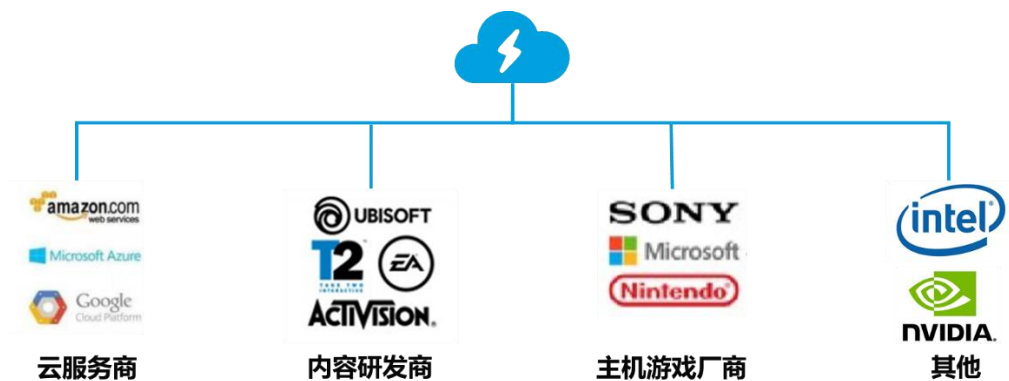 amazon.com
web services
Microsoft Azure
Google
Cloud Platform
云服务商
UBISOFT
T2
TAKE TWO
INTERACTIVE
EA
ACTIVISION.
内容研发商
SONY
Microsoft
Nintendo
主机游戏厂商
intel
NVIDIA.
其他